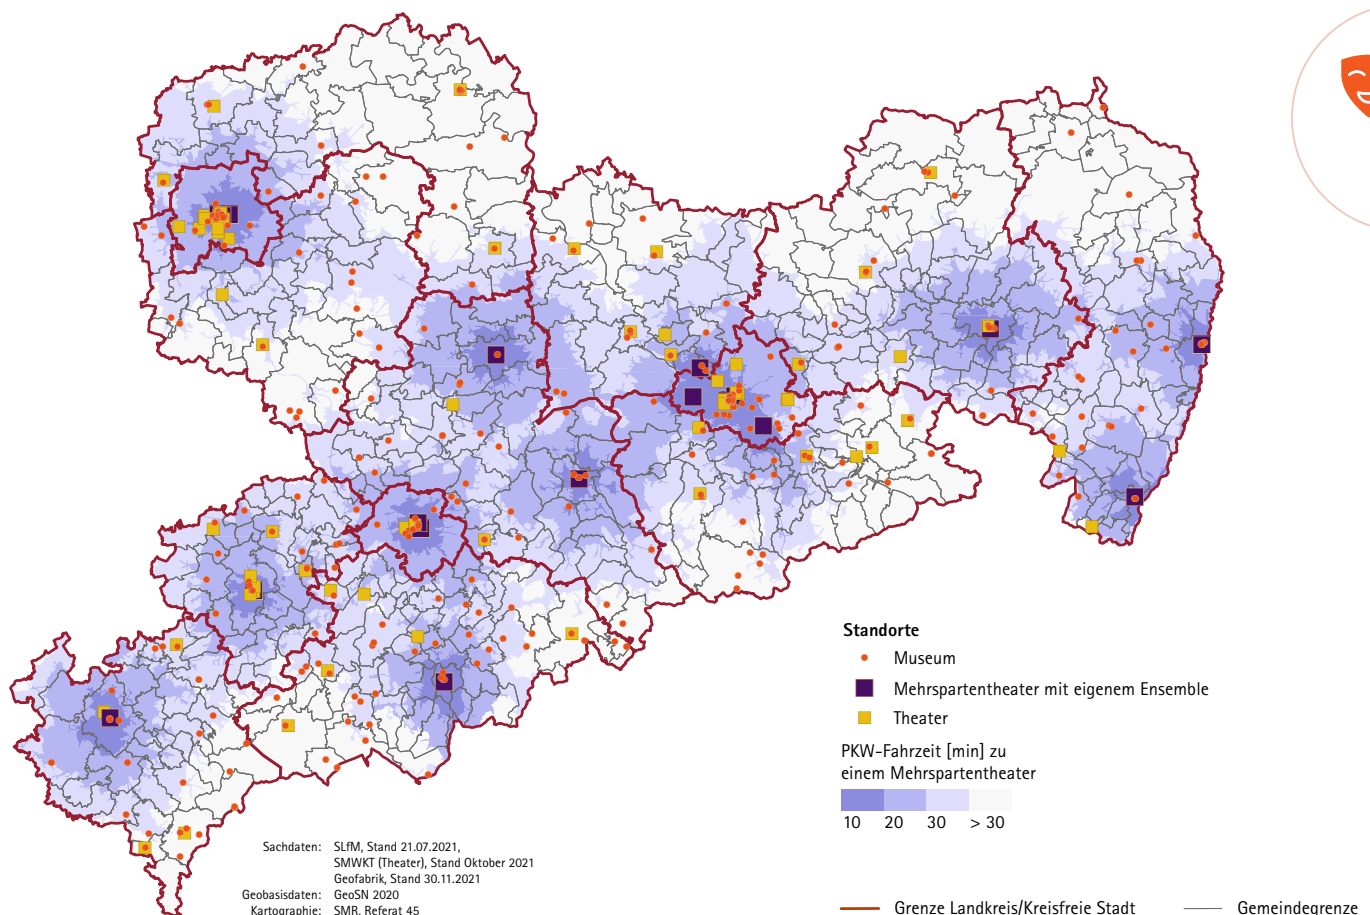 Standorte
Museum
Mehrspartentheater mit eigenem Ensemble
Theater
PKW-Fahrzeit [min] zu
einem Mehrspartentheater
10 20 30 > 30
Sachdaten: SLfM, Stand 21.07.2021,
SMWKT (Theater), Stand Oktober 2021
Geofabrik, Stand 30.11.2021
Geobasisdaten: GeoSN 2020
Kartographie: SMR, Referat 45
Grenze Landkreis/Kreisfreie Stadt Gemeindegrenze